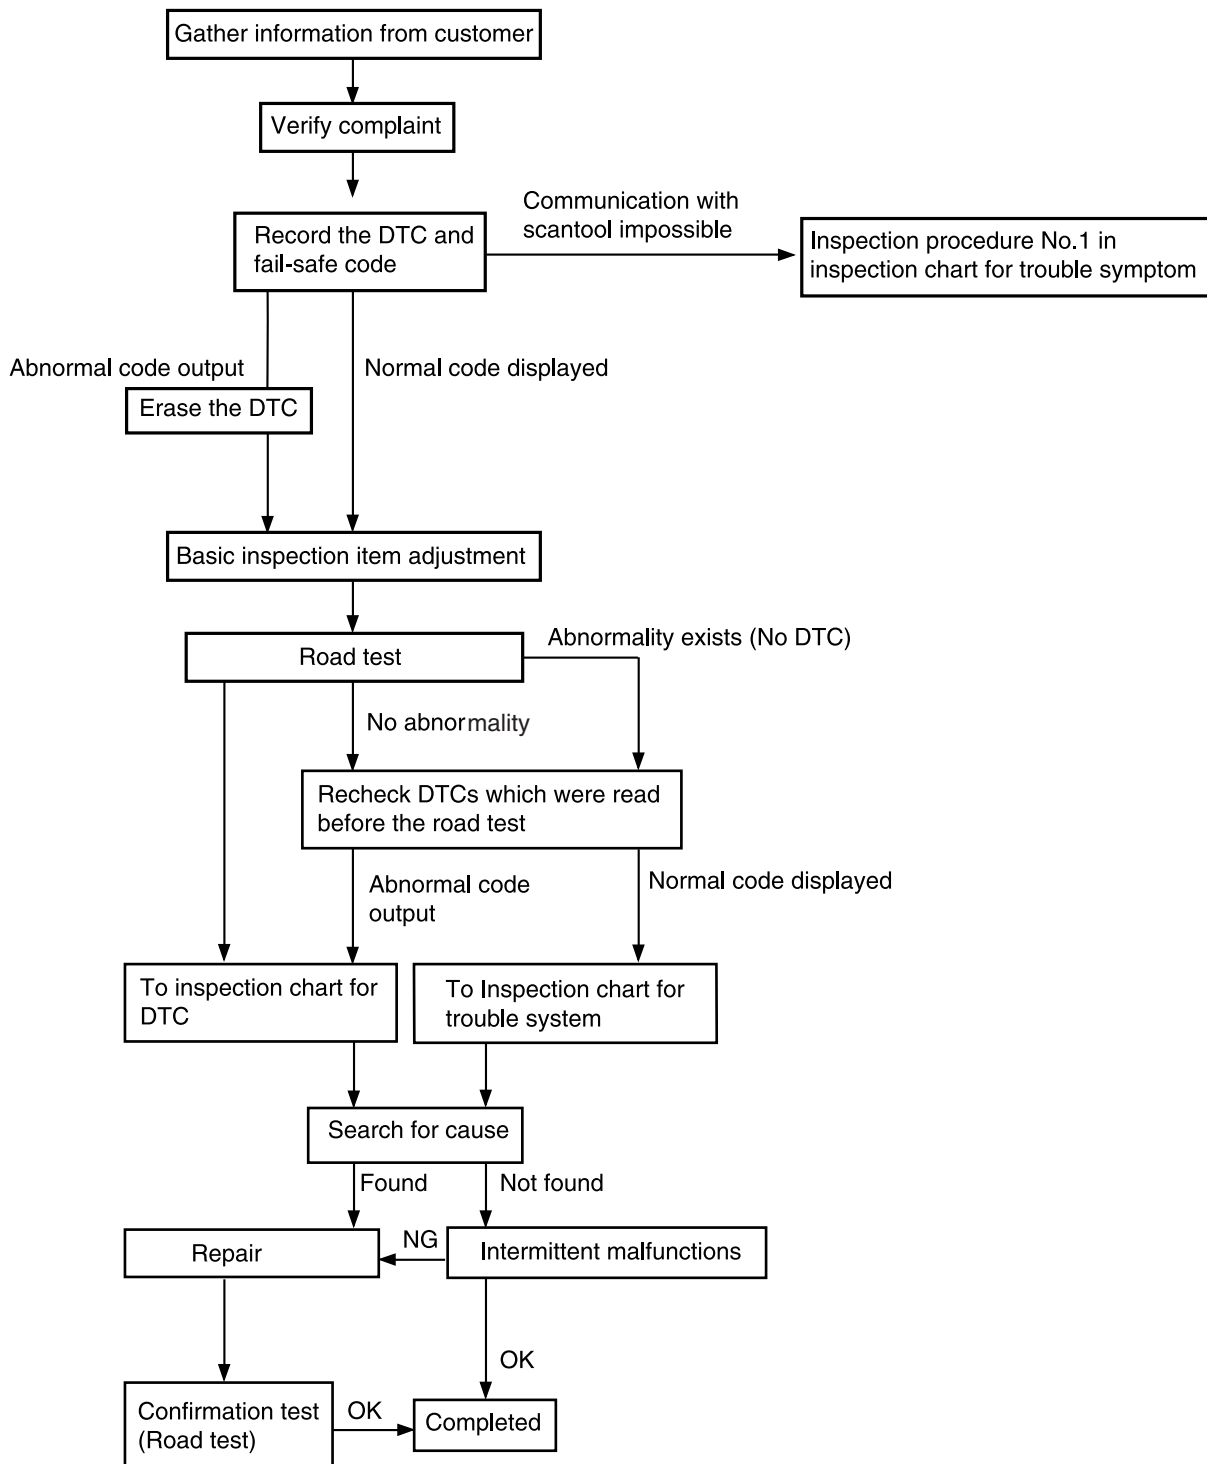 Gather information from customer
Verify complaint
Communication with
scantool impossible
Record the DTC and
fail-safe code
Inspection procedure No.1 in
inspection chart for trouble symptom
Abnormal code output
Normal code displayed
Erase the DTC
Basic inspection item adjustment
Abnormality exists (No DTC)
Road test
No abnormality
Recheck DTCs which were read
before the road test
Abnormal code
output
Normal code displayed
To inspection chart for
DTC
To Inspection chart for
trouble system
Search for cause
Found
Not found
Repair
NG
Intermittent malfunctions
OK
Confirmation test
(Road test)
OK
Completed